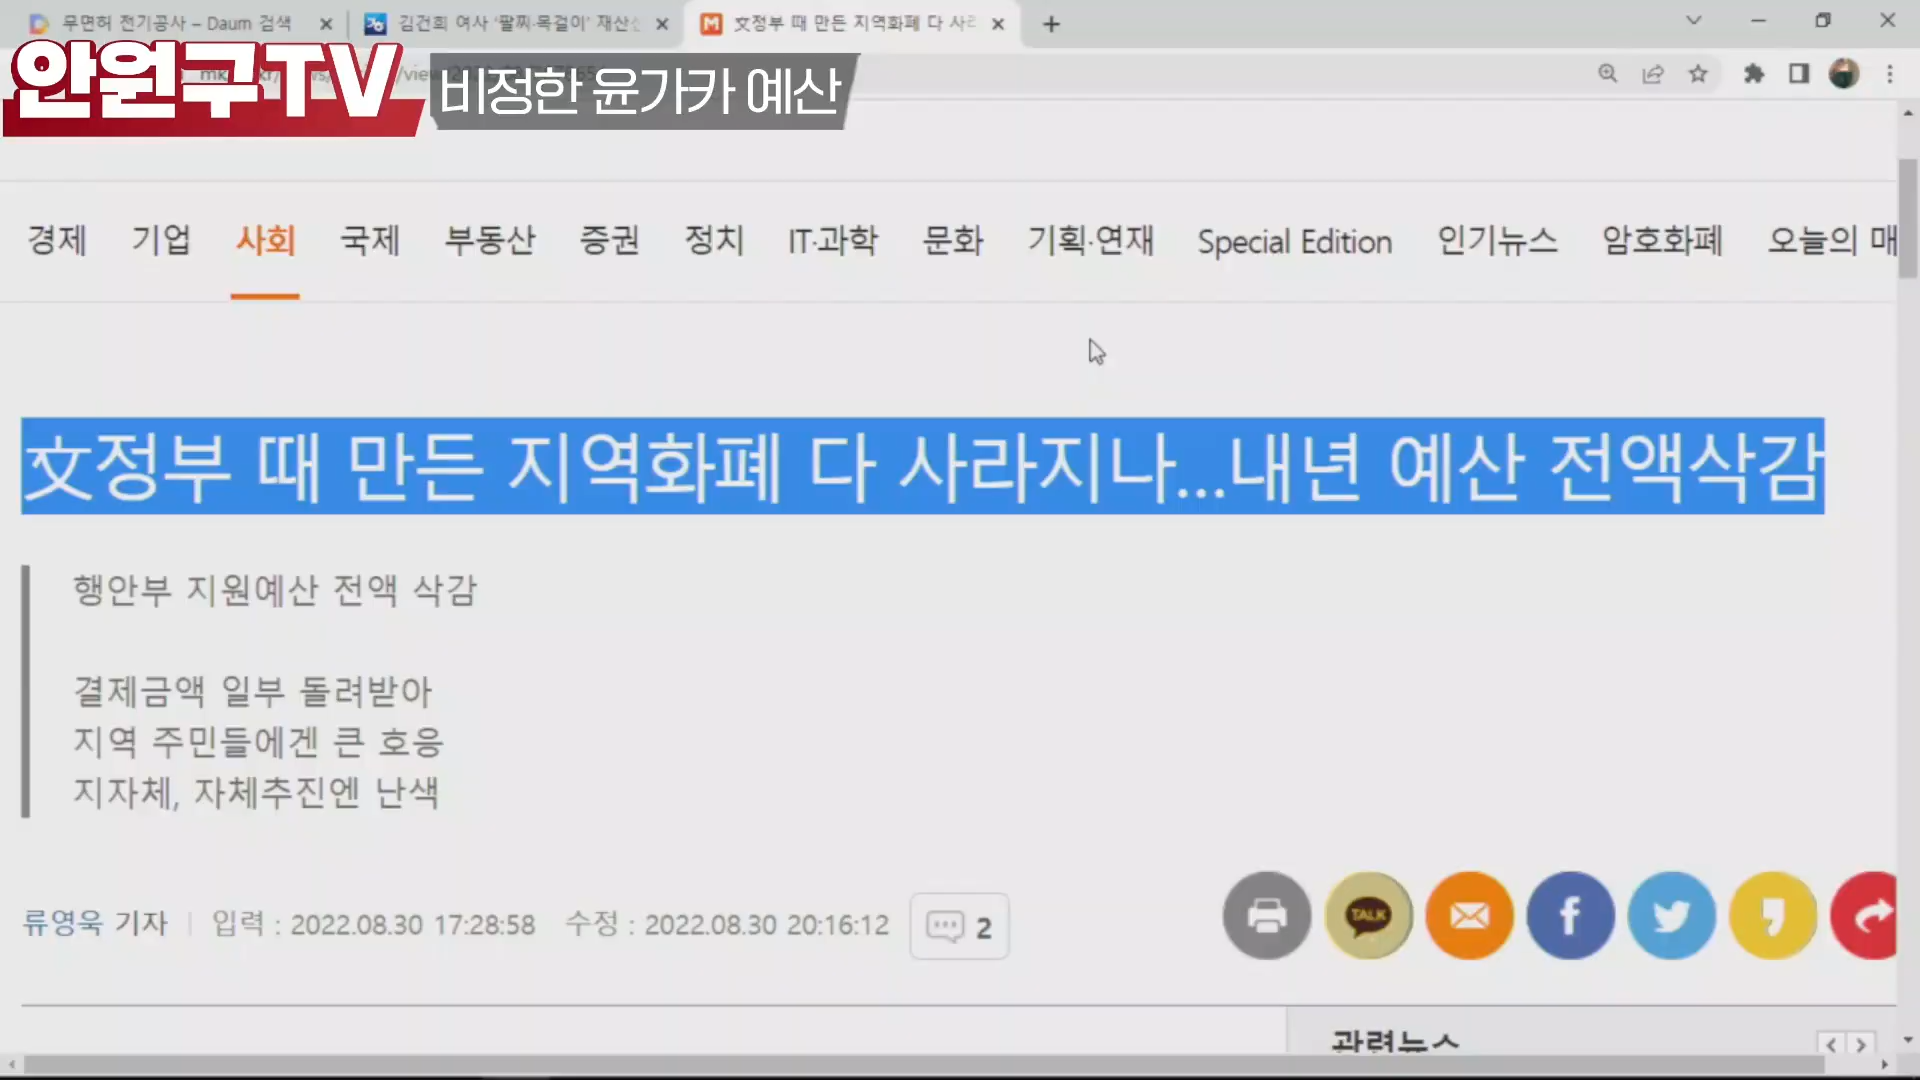 무면허 전기공사 – Daum 검색
김건희 여사 '팔찌·목걸이' 재산
文정부 때 만든 지역화폐 다 사라
안원구TV
비정한 윤가카 예산
경제 기업 사회 국제 부동산 증권 정치 IT·과학 문화 기획·연재 Special Edition 인기뉴스 암호화폐 오늘의 매
文정부 때 만든 지역화폐 다 사라지나...내년 예산 전액삭감
행안부 지원예산 전액 삭감
결제금액 일부 돌려받아
지역 주민들에겐 큰 호응
지자체, 자체추진엔 난색
류영욱 기자 입력 : 2022.08.30 17:28:58 수정 : 2022.08.30 20:16:12 2
TALK
관련뉴스